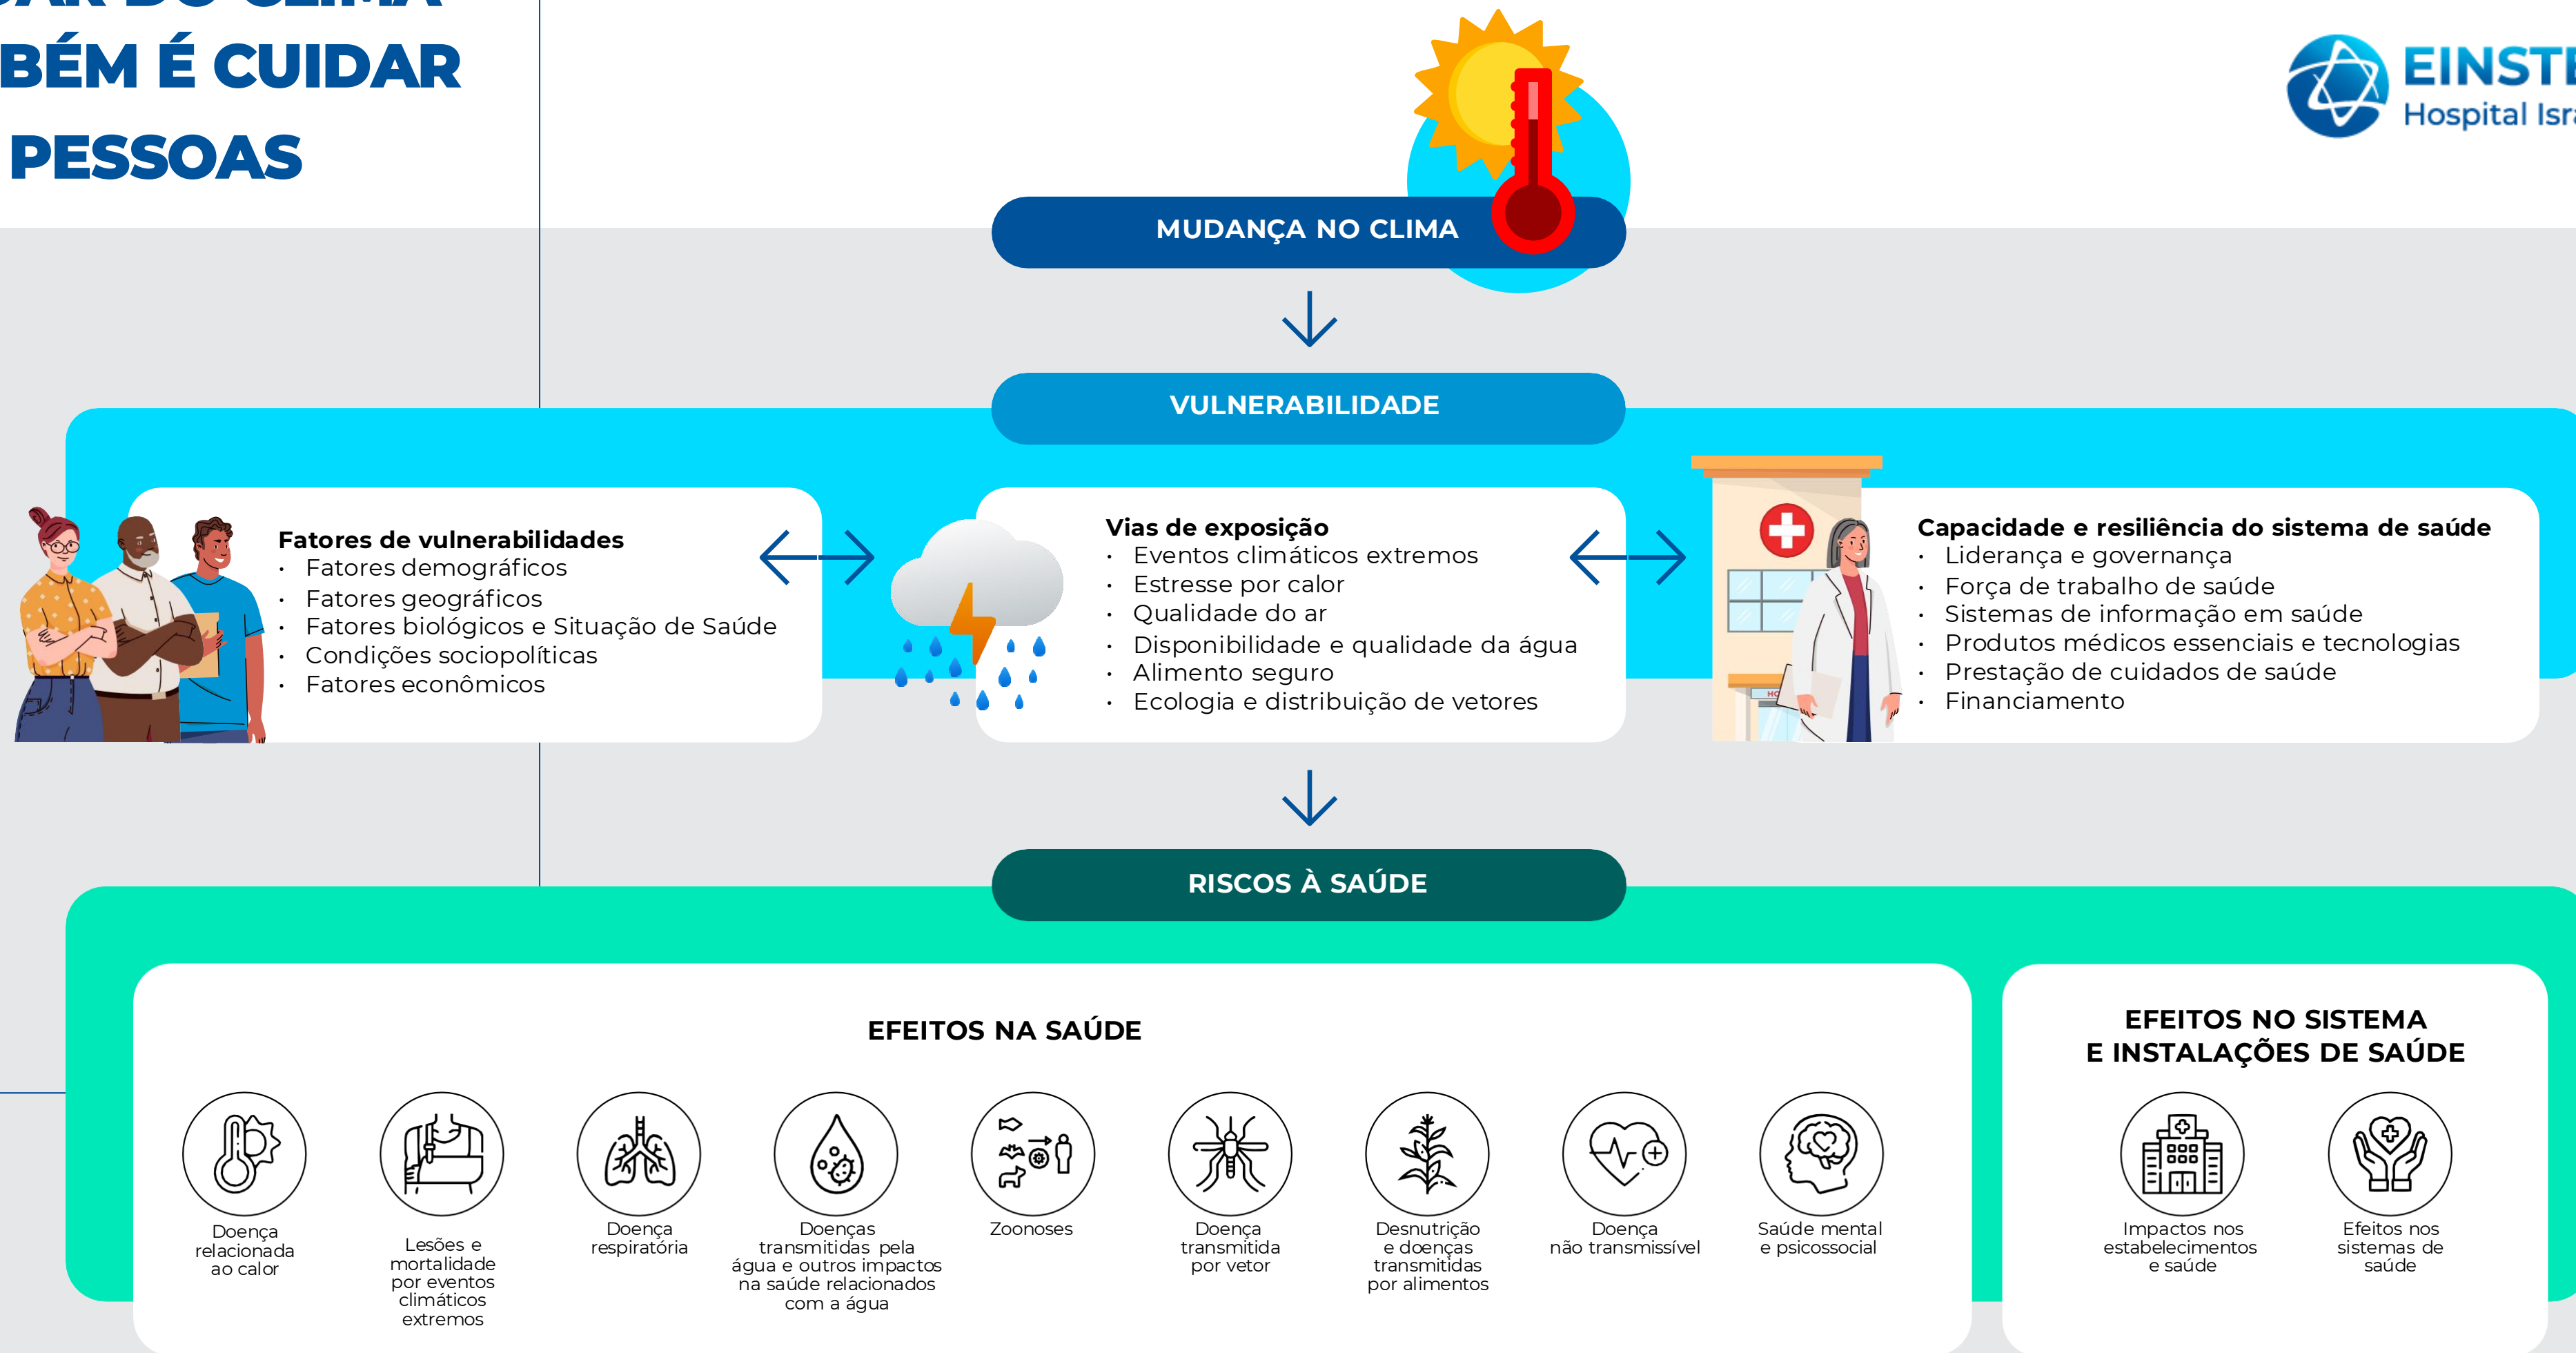 BÉM É CUIDAR
PESSOAS
Hospital
MUDANÇA NO CLIMA
VULNERABILIDADE
Fatores de vulnerabilidades
• Fatores demográficos
• Fatores geográficos
• Fatores biológicos e Situação de Saúde
• Condições sociopolíticas
• Fatores econômicos
Vias de exposição
• Eventos climáticos extremos
• Estresse por calor
• Qualidade do ar
• Disponibilidade e qualidade da água
• Alimento seguro
• Ecologia e distribuição de vetores
Capacidade e resiliência do sistema de saúde
• Liderança e governança
• Força de trabalho de saúde
• Sistemas de informação em saúde
• Produtos médicos essenciais e tecnologias
• Prestação de cuidados de saúde
• Financiamento
RISCOS À SAÚDE
EFEITOS NA SAÚDE
Doença
relacionada
ao calor
Lesões e
mortalidade
por eventos
climáticos
extremos
Doença
respiratória
Doenças
transmitidas pela
água e outros impactos
na saúde relacionados
com a água
Zoonoses
Doença
transmitida
por vetor
Desnutrição
e doenças
transmitidas
por alimentos
Doença
não transmissível
Saúde mental
e psicossocial
EFEITOS NO SISTEMA
E INSTALAÇÕES DE SAÚDE
Impactos nos
estabelecimentos
e saúde
Efeitos nos
sistemas de
saúde